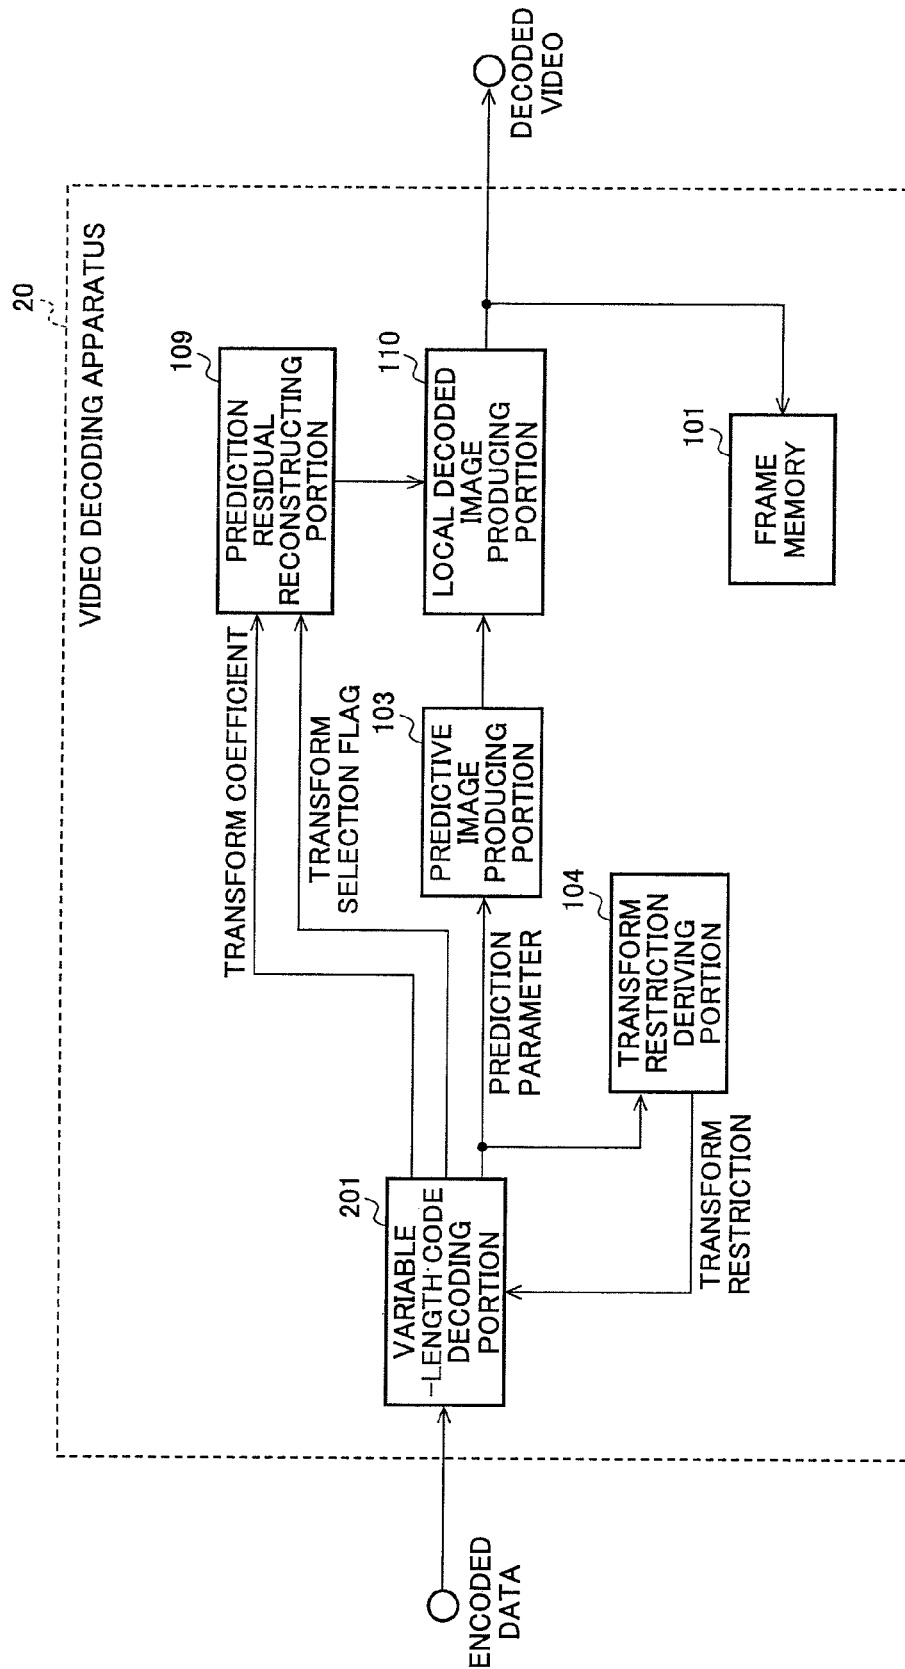 20
VIDEO DECODING APPARATUS
109
PREDICTION
RESIDUAL
RECONSTRUCTING
PORTION
TRANSFORM COEFFICIENT
TRANSFORM
SELECTION FLAG
110
LOCAL DECODED
IMAGE
PRODUCING
PORTION
DECODED
VIDEO
103
PREDICTIVE
IMAGE
PRODUCING
PORTION
201
VARIABLE
-LENGTH CODE
DECODING
PORTION
ENCODED
DATA
PREDICTION
PARAMETER
104
TRANSFORM
RESTRICTION
DERIVING
PORTION
TRANSFORM
RESTRICTION
101
FRAME
MEMORY